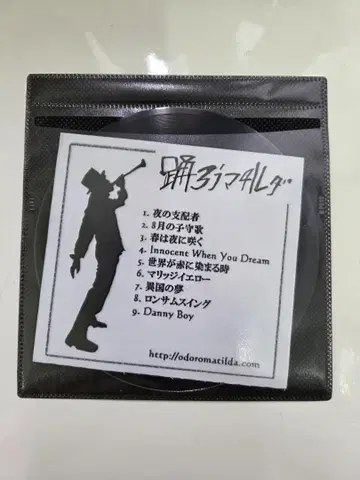 踊ろうマチルダ
1. 夜の支配者
2. 8月の子守歌
3. 春は夜に咲く
4. Innocent When You Dream
5. 世界が赤に染まる時
6. マリッジイエロー
7. 異国の夢
8. ロンサムスイング
9. Danny Boy
http://odoromatilda.com